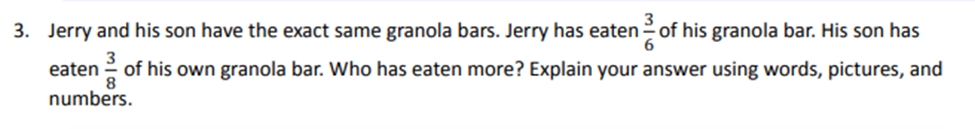 3. Jerry and his son have the exact same granola bars. Jerry has eaten 3/6 of his granola bar. His son has
eaten 3/8 of his own granola bar. Who has eaten more? Explain your answer using words, pictures, and
numbers.